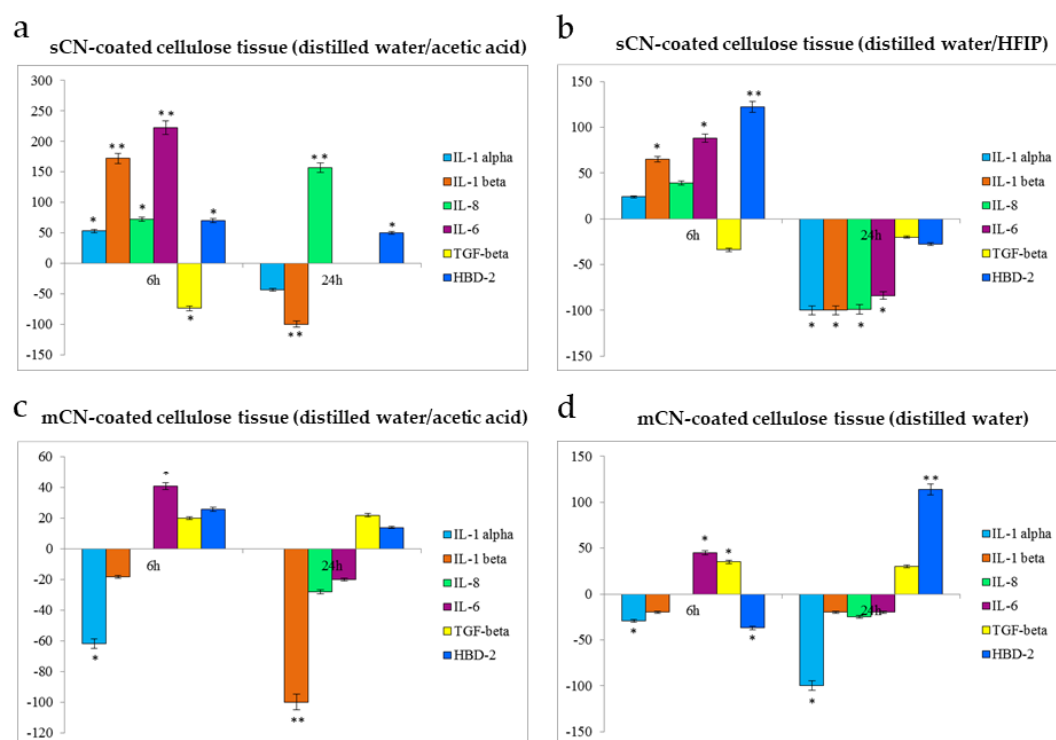 a
sCN-coated cellulose tissue (distilled water/acetic acid)
300
250
200
150
100
50
0
-50
-100
-150
* ** * ** * *
6h
** ** *
24h
IL-1 alpha
IL-1 beta
IL-8
IL-6
TGF-beta
HBD-2
b
sCN-coated cellulose tissue (distilled water/HFIP)
150
100
50
0
-50
-100
-150
* * **
6h
* * * *
24h
IL-1 alpha
IL-1 beta
IL-8
IL-6
TGF-beta
HBD-2
c
mCN-coated cellulose tissue (distilled water/acetic acid)
60
40
20
0
-20
-40
-60
-80
-100
-120
* *
6h
**
24h
IL-1 alpha
IL-1 beta
IL-8
IL-6
TGF-beta
HBD-2
d
mCN-coated cellulose tissue (distilled water)
150
100
50
0
-50
-100
-150
* * * *
6h
* **
24h
IL-1 alpha
IL-1 beta
IL-8
IL-6
TGF-beta
HBD-2